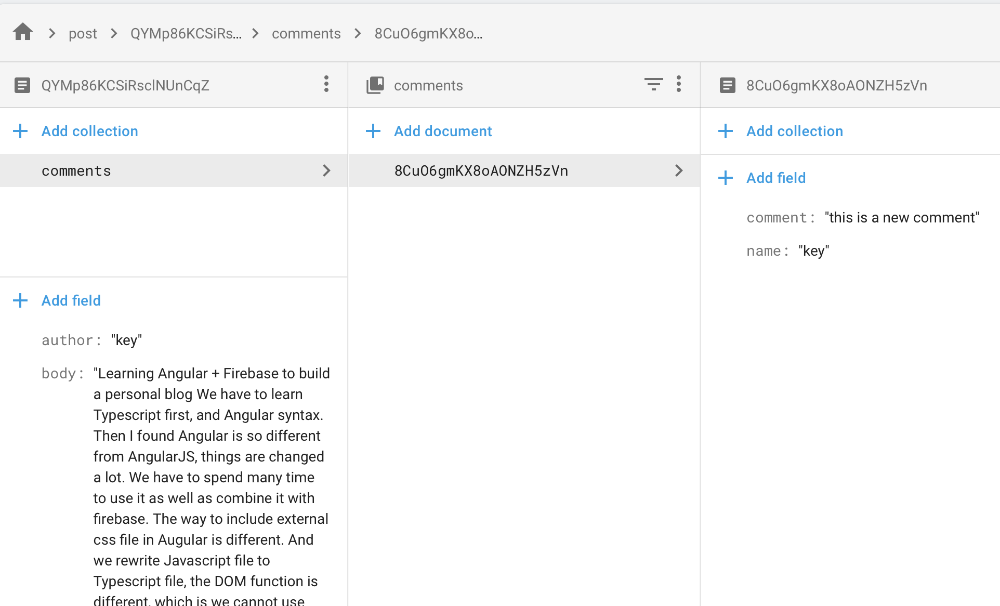 post QYMp86KCSiRs... comments 8CuO6gmKX8o...
QYMp86KCSiRsclNUnCqZ
Add collection
comments
Add field
author: "key"
body: "Learning Angular + Firebase to build
a personal blog We have to learn
Typescript first, and Angular syntax.
Then I found Angular is so different
from AngularJS, things are changed
a lot. We have to spend many time
to use it as well as combine it with
firebase. The way to include external
css file in Augular is different. And
we rewrite Javascript file to
Typescript file, the DOM function is
different, which is we cannot use
comments
Add document
8CuO6gmKX8oAONZH5zVn
8CuO6gmKX8oAONZH5zVn
Add collection
Add field
comment: "this is a new comment"
name: "key"